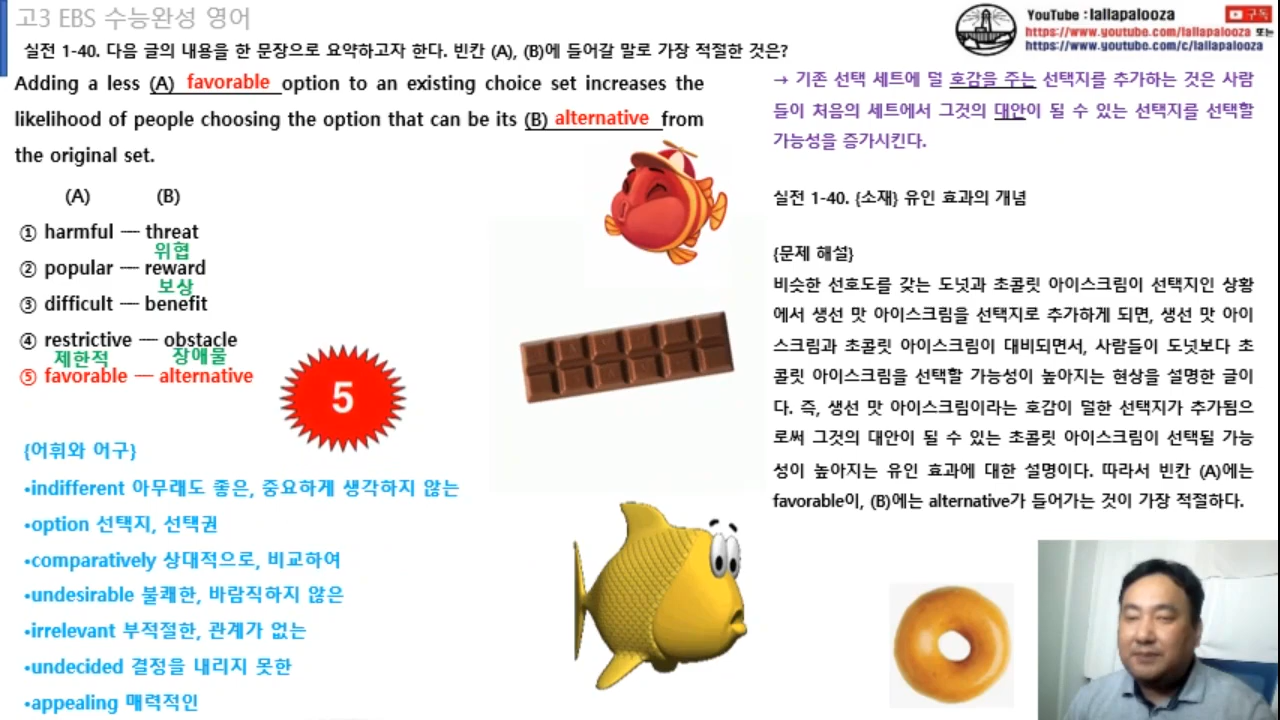 고3 EBS 수능완성 영어
YouTube : lallapalooza
구독
https://www.youtube.com/lallapalooza 또는
https://www.youtube.com/c/lallapalooza
실전 1-40. 다음 글의 내용을 한 문장으로 요약하고자 한다. 빈칸 (A), (B)에 들어갈 말로 가장 적절한 것은?
Adding a less (A) favorable option to an existing choice set increases the
likelihood of people choosing the option that can be its (B) alternative from
the original set.
(A) (B)
① harmful ― threat
위협
② popular ― reward
보상
③ difficult ― benefit
④ restrictive ― obstacle
제한적 장애물
⑤ favorable ― alternative
5
{어휘와 어구}
•indifferent 아무래도 좋은, 중요하게 생각하지 않는
•option 선택지, 선택권
•comparatively 상대적으로, 비교하여
•undesirable 불쾌한, 바람직하지 않은
•irrelevant 부적절한, 관계가 없는
•undecided 결정을 내리지 못한
•appealing 매력적인
→ 기존 선택 세트에 덜 호감을 주는 선택지를 추가하는 것은 사람
들이 처음의 세트에서 그것의 대안이 될 수 있는 선택지를 선택할
가능성을 증가시킨다.
실전 1-40. {소재} 유인 효과의 개념
{문제 해설}
비슷한 선호도를 갖는 도넛과 초콜릿 아이스크림이 선택지인 상황
에서 생선 맛 아이스크림을 선택지로 추가하게 되면, 생선 맛 아이
스크림과 초콜릿 아이스크림이 대비되면서, 사람들이 도넛보다 초
콜릿 아이스크림을 선택할 가능성이 높아지는 현상을 설명한 글이
다. 즉, 생선 맛 아이스크림이라는 호감이 덜한 선택지가 추가됨으
로써 그것의 대안이 될 수 있는 초콜릿 아이스크림이 선택될 가능
성이 높아지는 유인 효과에 대한 설명이다. 따라서 빈칸 (A)에는
favorable이, (B)에는 alternative가 들어가는 것이 가장 적절하다.